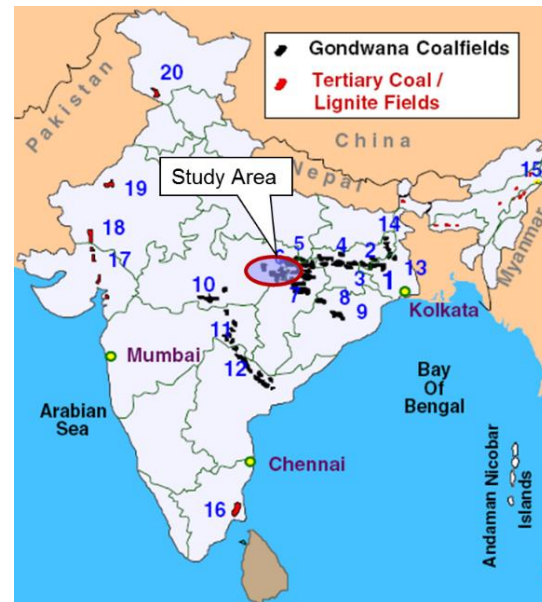 Gondwana Coalfields
Tertiary Coal /
Lignite Fields
20
Pakistan
China
Nepal
Study Area
15
Myanmar
19
18
17
14
5
4
2
6
3
1
13
10
7
8
9
Kolkata
11
12
Mumbai
Arabian
Sea
Bay
Of
Bengal
Chennai
16
Andaman Nicobar
Islands